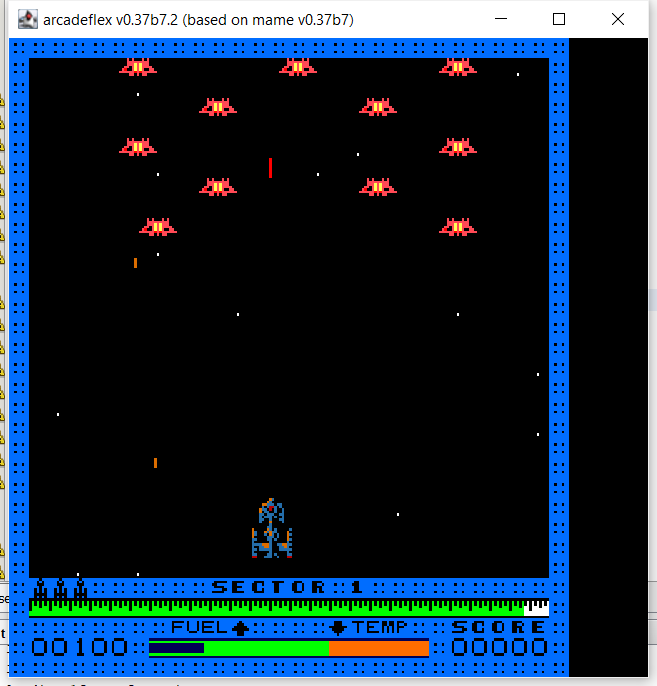 arcadeflex v0.37b7.2 (based on mame v0.37b7)
SECTOR 1
FUEL TEMP SCORE
00100 00000